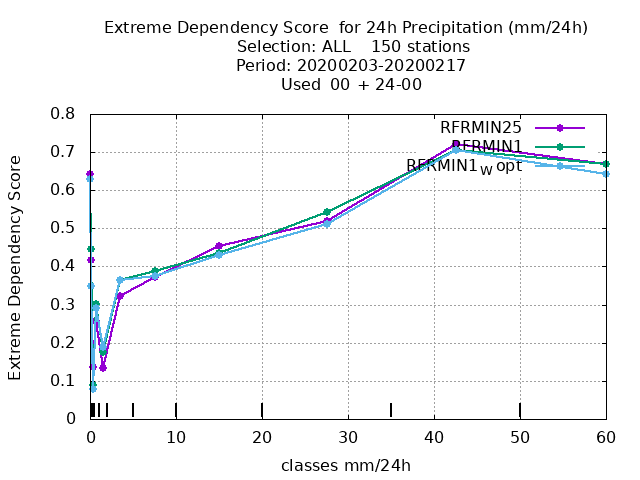 Extreme Dependency Score  for 24h Precipitation (mm/24h)
Selection: ALL    150 stations
Period: 20200203-20200217
Used  00 + 24-00
Extreme Dependency Score
0.8
0.7
0.6
0.5
0.4
0.3
0.2
0.1
0
RFRMIN25
RFRMIN1
RFRMIN1W opt
0 10 20 30 40 50 60
classes mm/24h